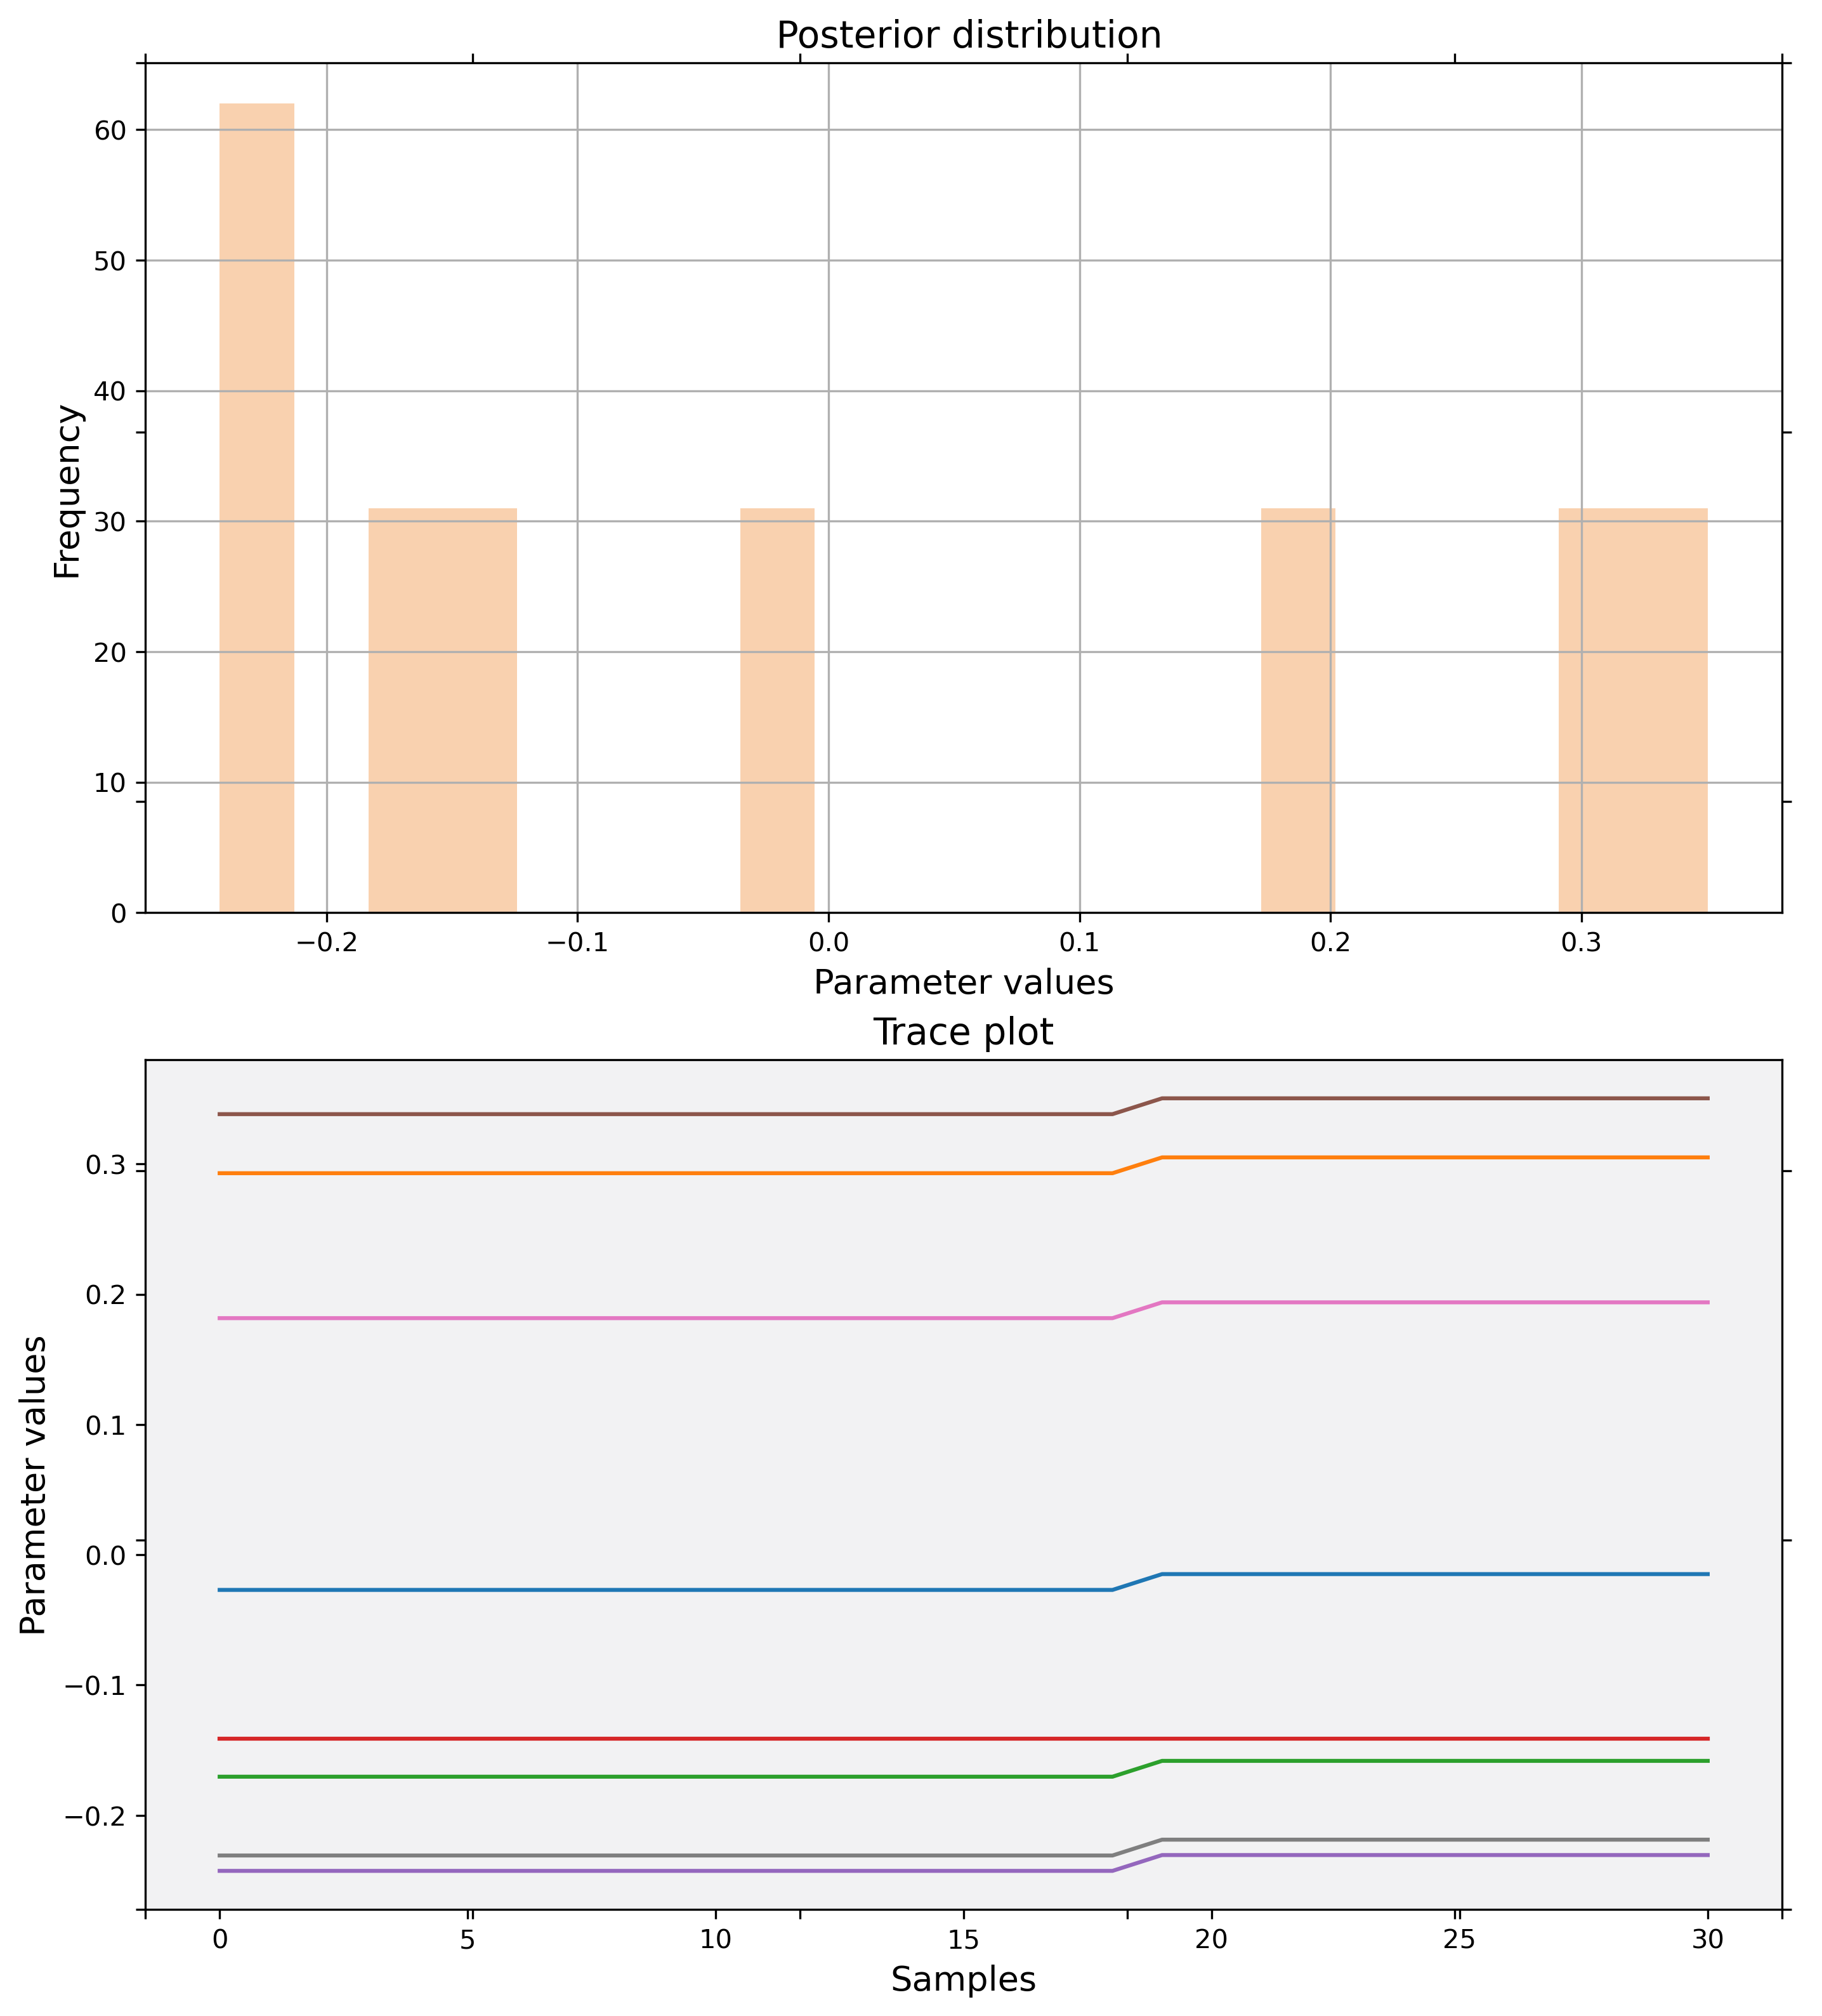 Posterior distribution
60
50
40
30
20
10
0
Frequency
−0.2 −0.1 0.0 0.1 0.2 0.3
Parameter values
Trace plot
0.3
0.2
0.1
0.0
−0.1
−0.2
Parameter values
0 5 10 15 20 25 30
Samples